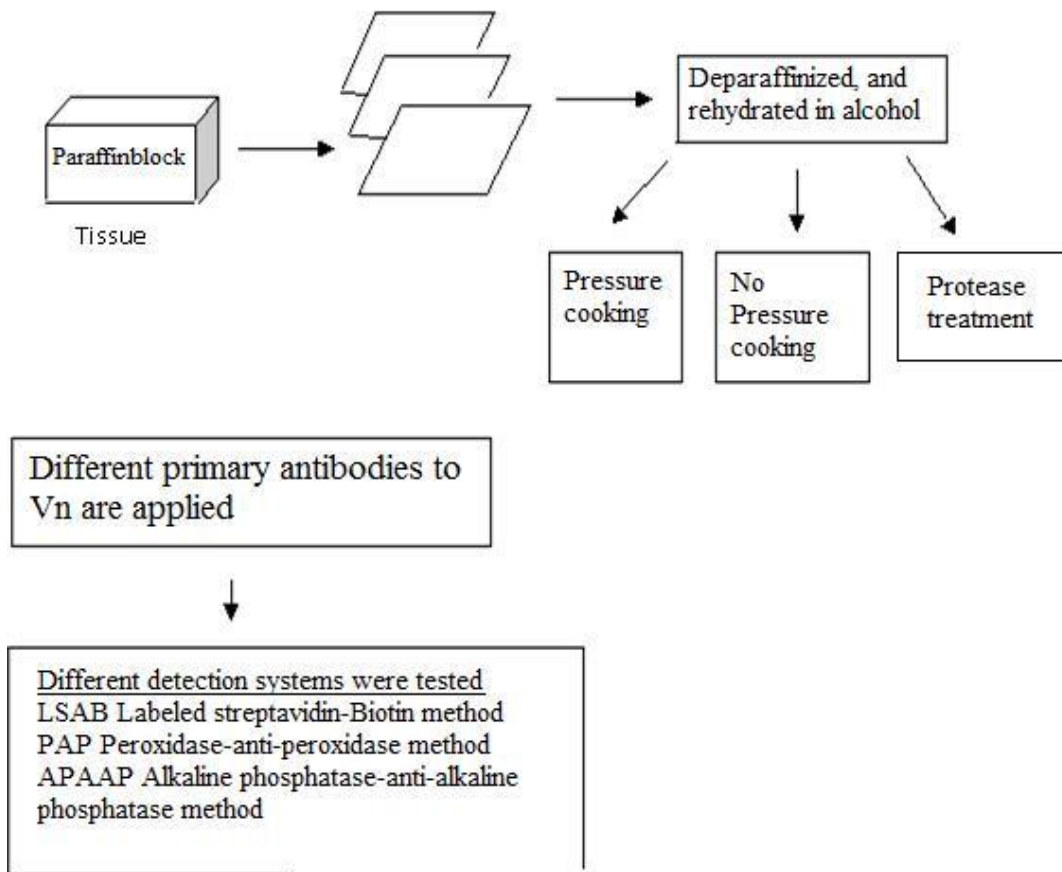 Paraffinblock
Tissue
Deparaffinized, and
rehydrated in alcohol
Pressure
cooking
No
Pressure
cooking
Protease
treatment
Different primary antibodies to
Vn are applied
Different detection systems were tested
LSAB Labeled streptavidin-Biotin method
PAP Peroxidase-anti-peroxidase method
APAAP Alkaline phosphatase-anti-alkaline
phosphatase method